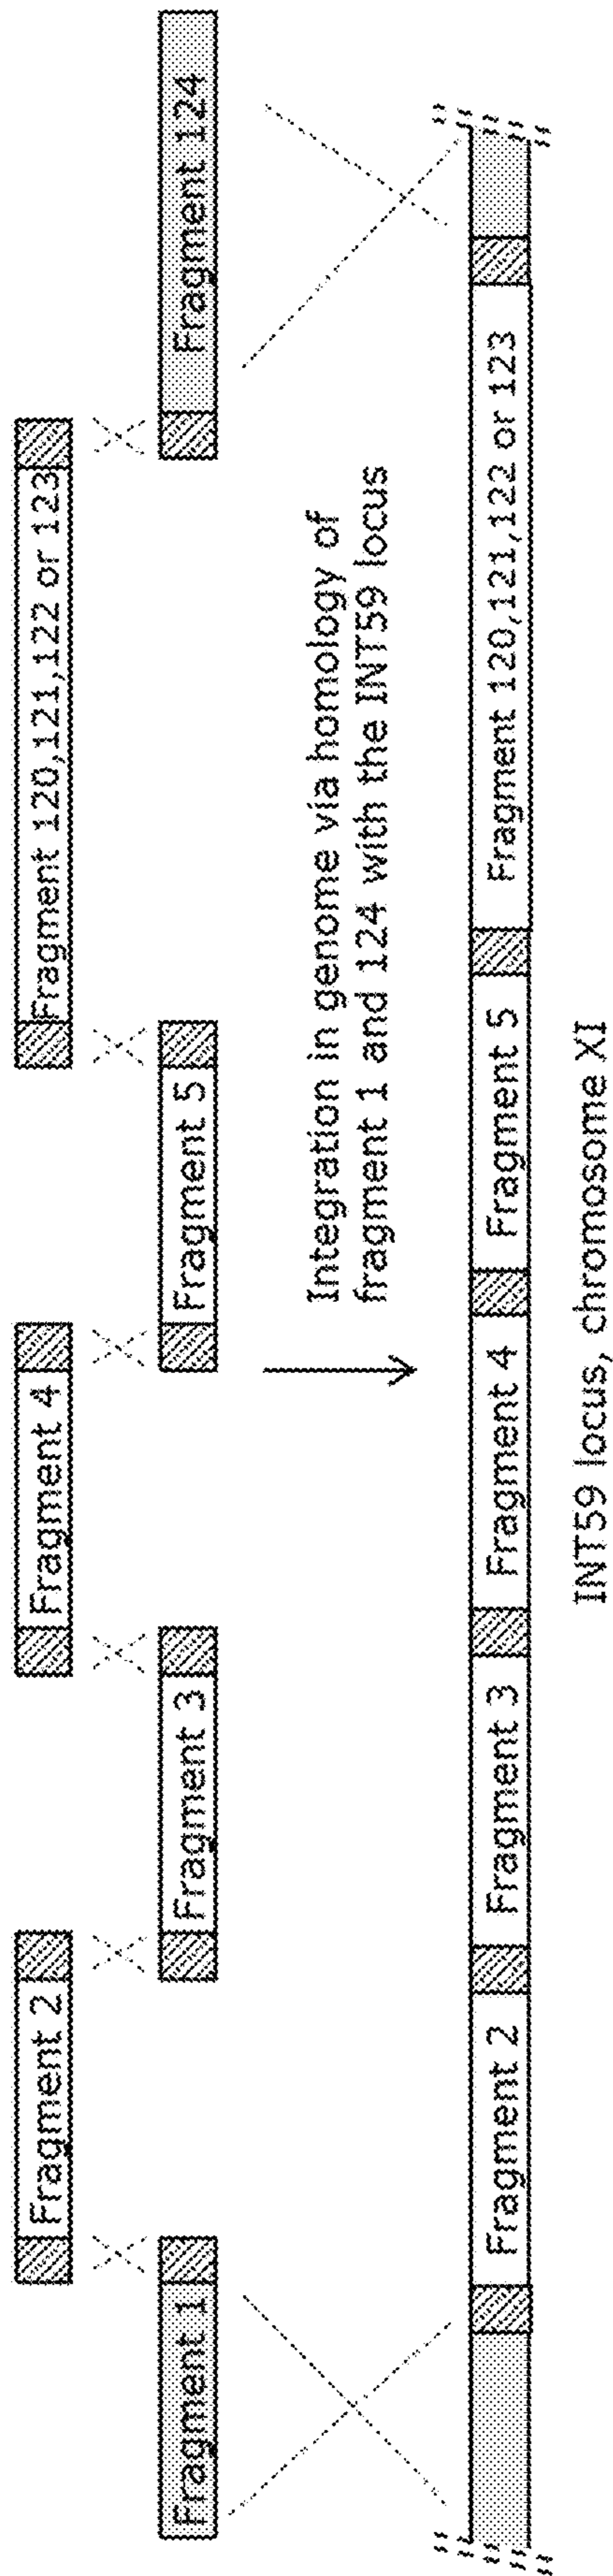 Fragment 2
Fragment 4
Fragment 120,121,122 or 123
Fragment 1
Fragment 3
Fragment 5
Fragment 124
Integration in genome via homology of
fragment 1 and 124 with the INT59 locus
Fragment 2
Fragment 3
Fragment 4
Fragment 5
Fragment 120,121,122 or 123
INT59 locus, chromosome XI